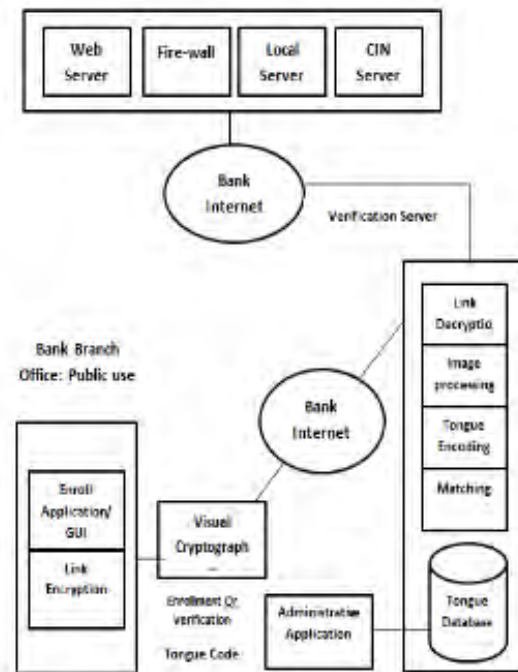 Web
Server
Fire-wall
Local
Server
CIN
Server
Bank
Internet
Verification Server
Link
Decryptio
Image
processing
Tongue
Encoding
Matching
Bank Branch
Office: Public use
Bank
Internet
Enroll
Application/
GUI
Link
Encryption
Visual
Cryptograph
Enrollment Or
Verification
Tongue Code
Administrative
Application
Tongue
Database